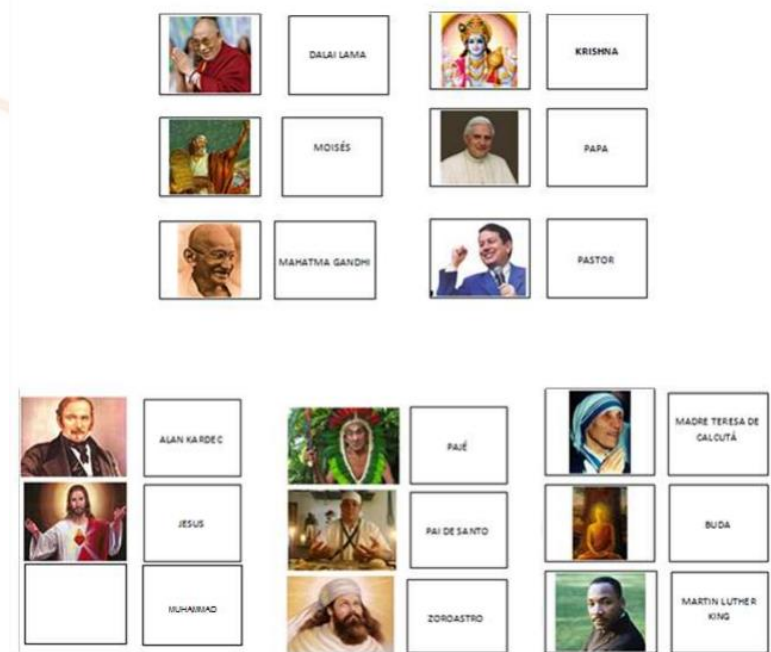 DALAI LAMA
KRISHNA
MOISÉS
PAPA
MAHATMA GANDHI
PASTOR
ALAN KARDEC
PAJÉ
MADRE TERESA DE
CALCUTÁ
JESUS
PAI DE SANTO
BUDA
MUHAMMAD
ZOROASTRO
MARTIN LUTHER
KING